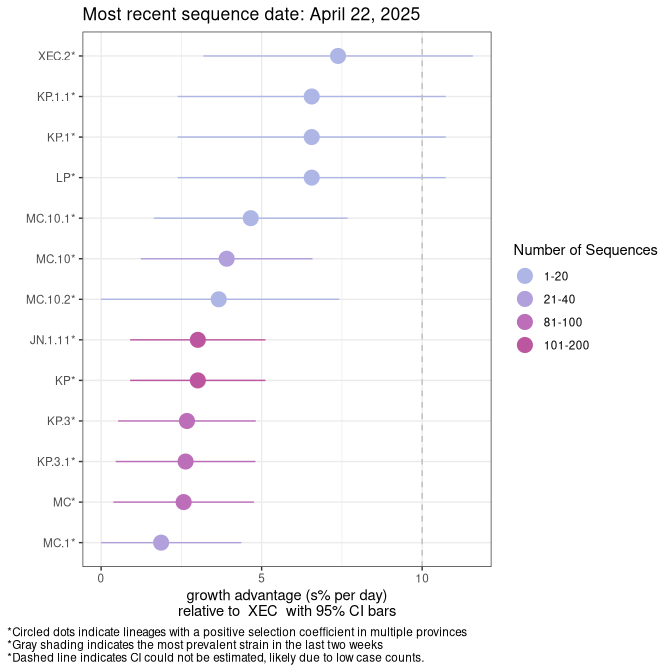 Most recent sequence date: April 22, 2025
XEC.2*
KP.1.1*
KP.1*
LP*
MC.10.1*
MC.10*
MC.10.2*
JN.1.11*
KP*
KP.3*
KP.3.1*
MC*
MC.1*
0 5 10
growth advantage (s% per day)
relative to XEC with 95% CI bars
Number of Sequences
1-20
21-40
81-100
101-200
*Circled dots indicate lineages with a positive selection coefficient in multiple provinces
*Gray shading indicates the most prevalent strain in the last two weeks
*Dashed line indicates CI could not be estimated, likely due to low case counts.